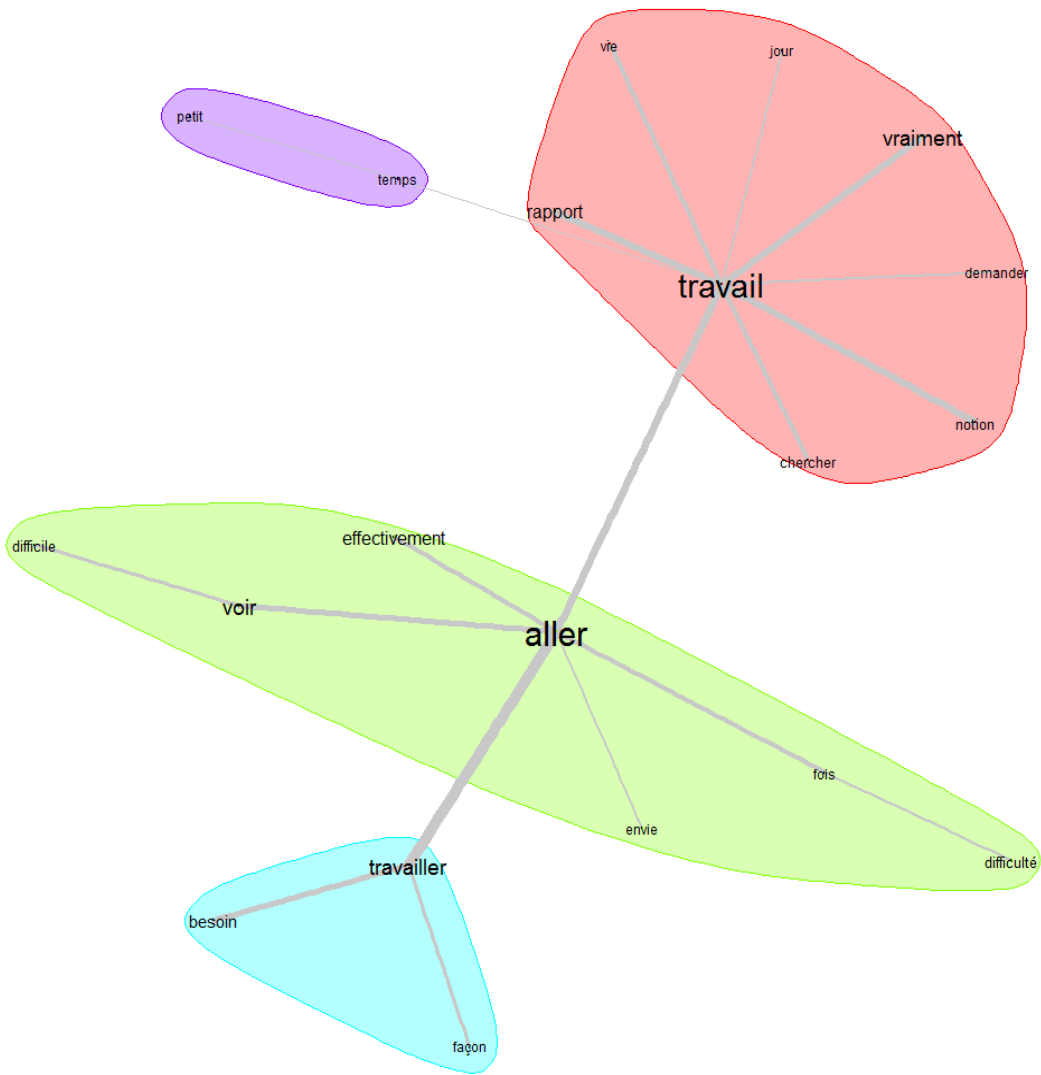 vie
jour
petit
vraiment
temps
rapport
demander
travail
notion
chercher
effectivement
difficile
voir
aller
fois
envie
difficulté
travailler
besoin
façon